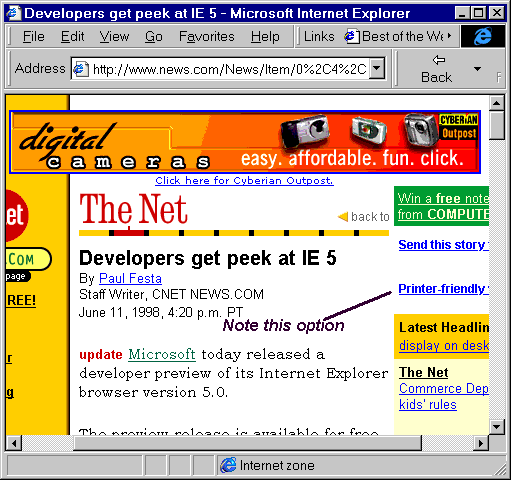 Developers get peek at IE 5 - Microsoft Internet Explorer
File Edit View Go Favorites Help Links Best of the We
Address http://www.news.com/News/Item/0%2C4%2C
Back
digital
cameras
CYBERIAN
Outpost
easy. affordable. fun. click.
Click here for Cyberian Outpost.
et
The Net
back to
Win a free note
from COMPUTE
Send this story
.COM
page
Developers get peek at IE 5
By Paul Festa
Staff Writer, CNET NEWS.COM
June 11, 1998, 4:20 p.m. PT
Printer-friendly
REE!
Note this option
Latest Headlin
display on desk
update Microsoft today released a
developer preview of its Internet Explorer
browser version 5.0.
The Net
Commerce Dep
kids' rules
r
g
The preview release is available for free
Internet zone